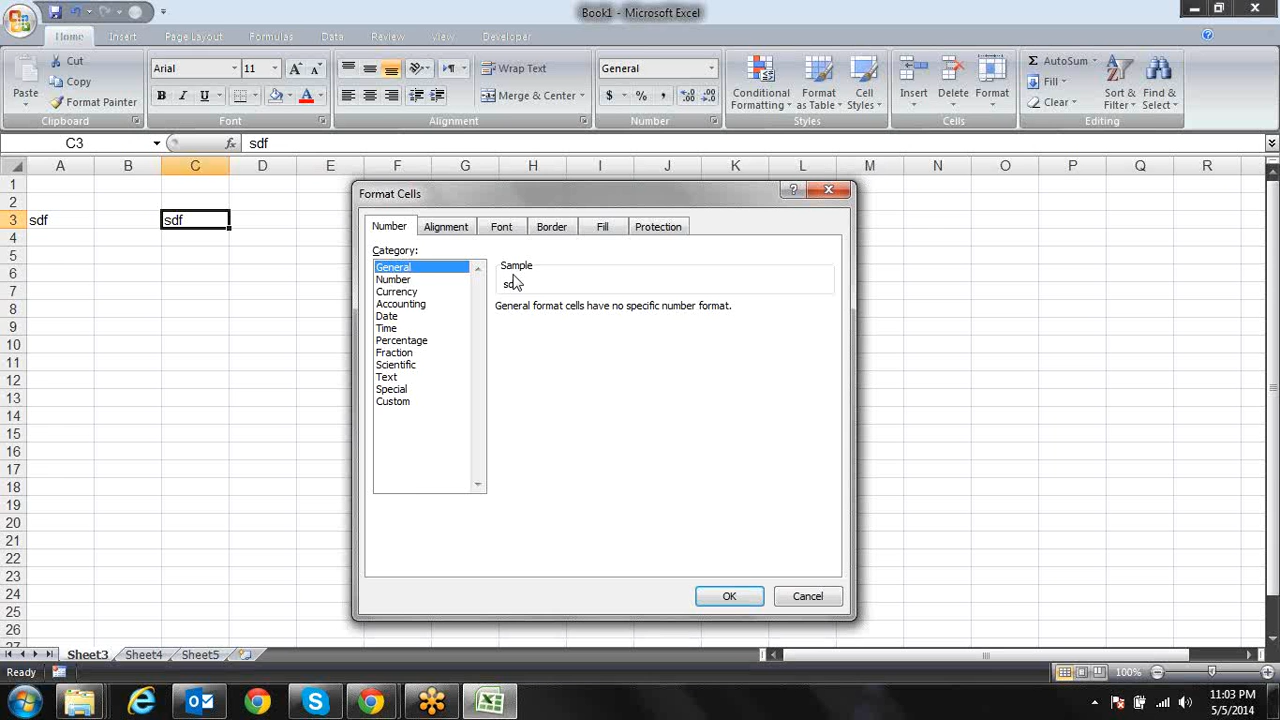 Book1 - Microsoft Excel
Home Insert Page Layout Formulas Data Review View Developer
Paste
Cut
Copy
Format Painter
Clipboard
Arial 11
B I U
Font
Wrap Text
Merge & Center
Alignment
General
$ % ,
Number
Conditional Formatting
Format as Table
Cell Styles
Styles
Insert Delete Format
Cells
AutoSum
Fill
Clear
Sort & Filter
Find & Select
Editing
C3 fx sdf
A B C D E F G H I J K L M N O P Q R
1
2
3 sdf sdf
4
5
6
7
8
9
10
11
12
13
14
15
16
17
18
19
20
21
22
23
24
25
26
27
Format Cells
Number Alignment Font Border Fill Protection
Category:
General
Number
Currency
Accounting
Date
Time
Percentage
Fraction
Scientific
Text
Special
Custom
Sample
General format cells have no specific number format.
OK Cancel
Sheet3 Sheet4 Sheet5
Ready 100%
11:03 PM
5/5/2014